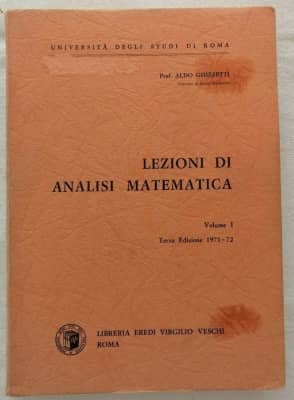 UNIVERSITÀ DEGLI STUDI DI ROMA
Prof. ALDO GHIZZETTI
LEZIONI DI
ANALISI MATEMATICA
Volume I
Terza Edizione 1971-72
LIBRERIA EREDI VIRGILIO VESCHI
ROMA